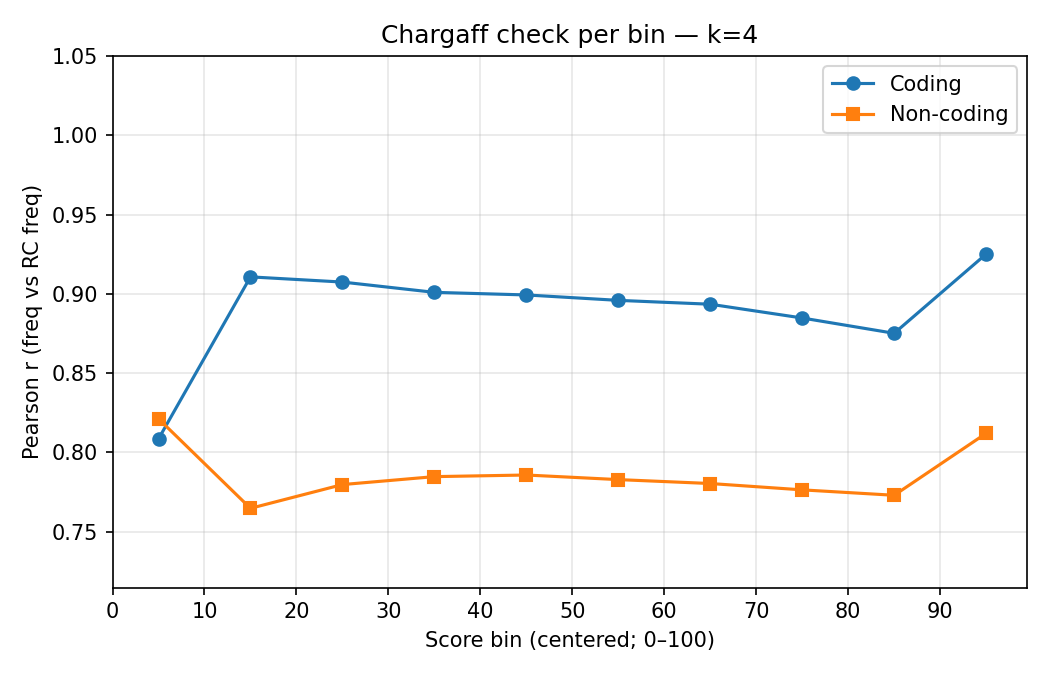 Chargaff check per bin — k=4
Coding
Non-coding
1.05
1.00
0.95
0.90
0.85
0.80
0.75
Pearson r (freq vs RC freq)
0 10 20 30 40 50 60 70 80 90
Score bin (centered; 0–100)